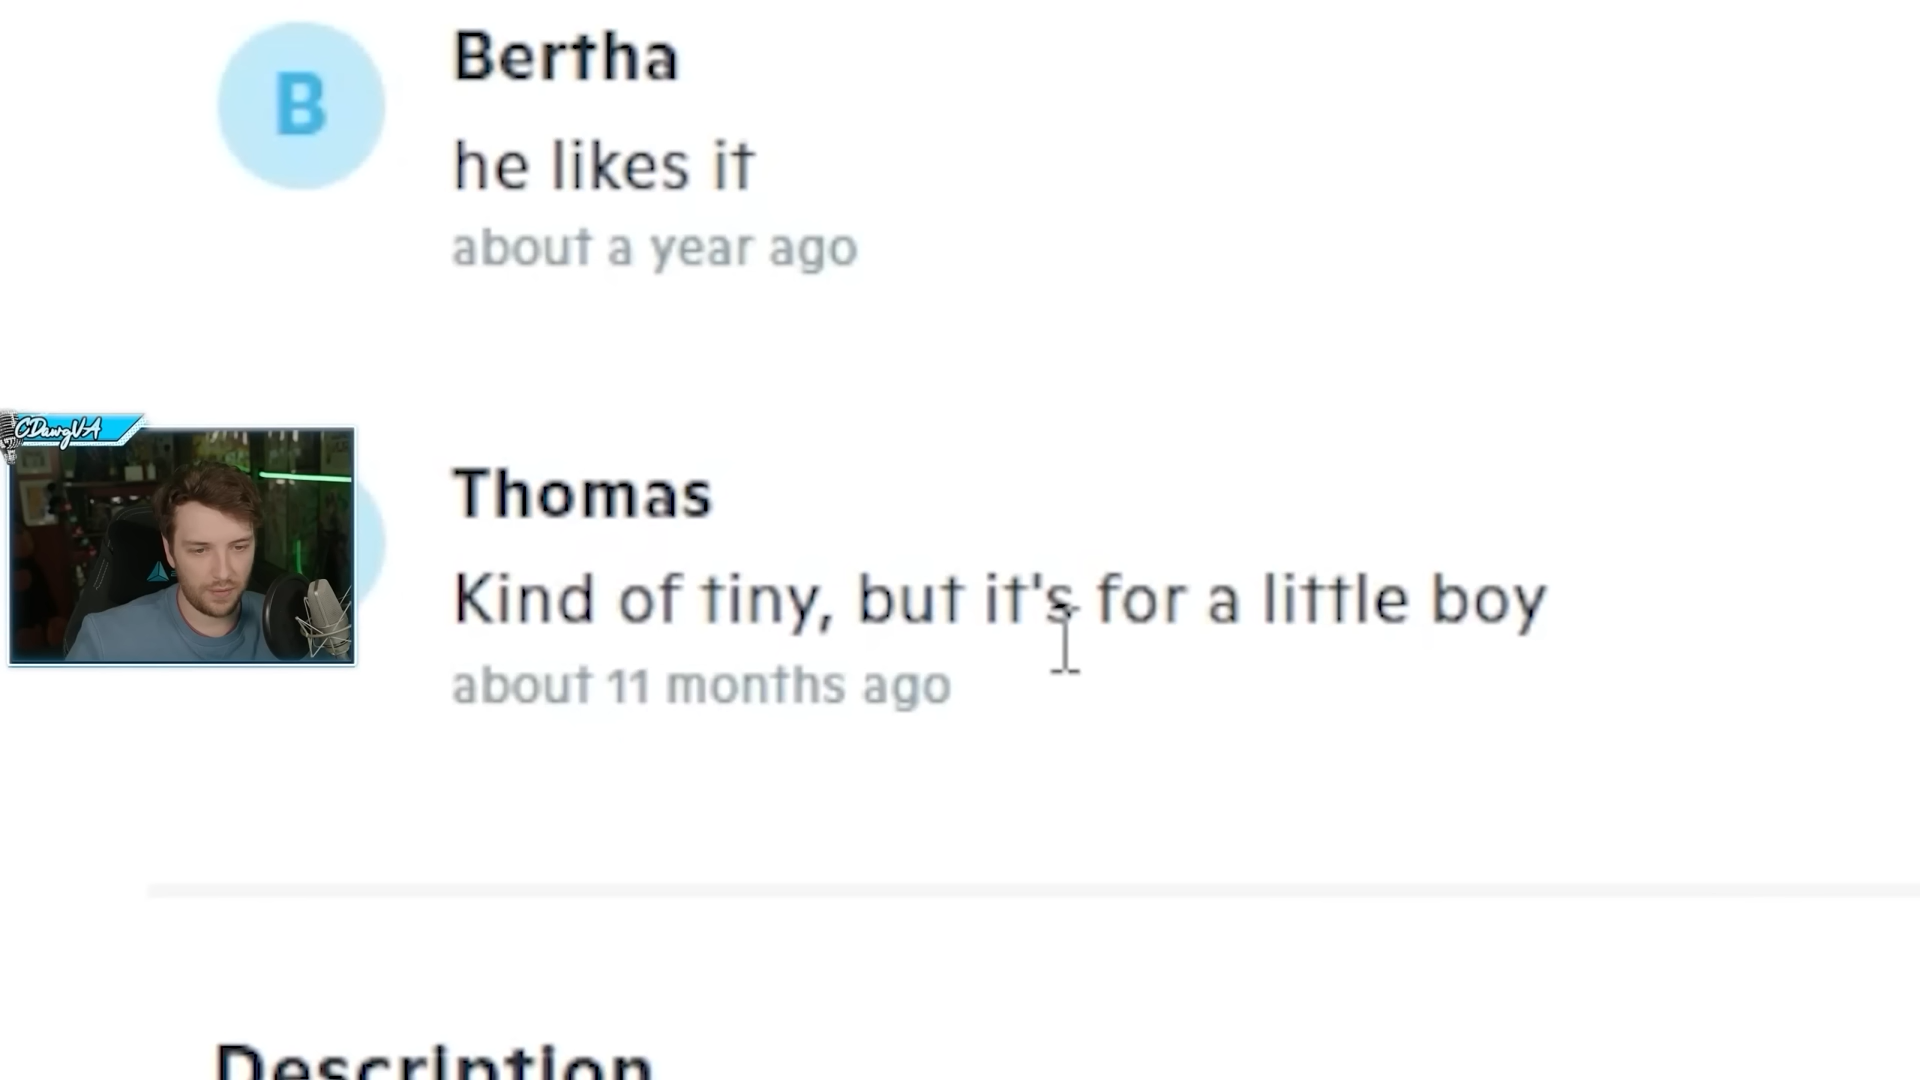 B
Bertha
he likes it
about a year ago
CDawgVA
Thomas
Kind of tiny, but it's for a little boy
about 11 months ago
Description